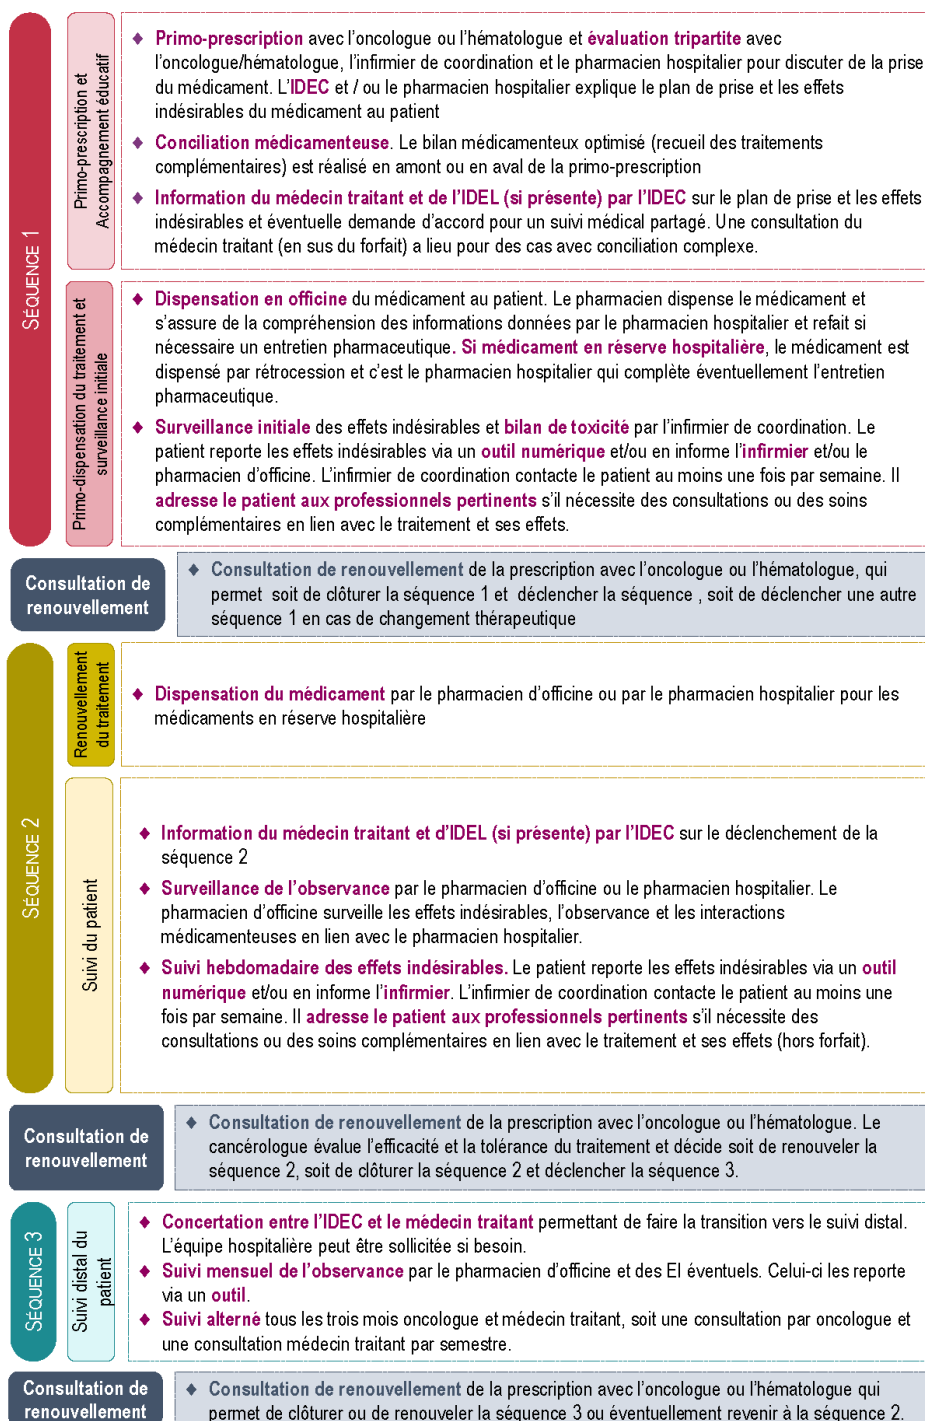 SÉQUENCE 1
Primo-prescription et
Accompagnement éducatif
♦ Primo-prescription avec l'oncologue ou l'hématologue et évaluation tripartite avec
l'oncologue/hématologue, l'infirmier de coordination et le pharmacien hospitalier pour discuter de la prise
du médicament. L'IDEC et / ou le pharmacien hospitalier explique le plan de prise et les effets
indésirables du médicament au patient
♦ Conciliation médicamenteuse. Le bilan médicamenteux optimisé (recueil des traitements
complémentaires) est réalisé en amont ou en aval de la primo-prescription
♦ Information du médecin traitant et de l'IDEL (si présente) par l'IDEC sur le plan de prise et les effets
indésirables et éventuelle demande d'accord pour un suivi médical partagé. Une consultation du
médecin traitant (en sus du forfait) a lieu pour des cas avec conciliation complexe.
Primo-dispensation du traitement et
surveillance initiale
♦ Dispensation en officine du médicament au patient. Le pharmacien dispense le médicament et
s'assure de la compréhension des informations données par le pharmacien hospitalier et refait si
nécessaire un entretien pharmaceutique. Si médicament en réserve hospitalière, le médicament est
dispensé par rétrocession et c'est le pharmacien hospitalier qui complète éventuellement l'entretien
pharmaceutique.
♦ Surveillance initiale des effets indésirables et bilan de toxicité par l'infirmier de coordination. Le
patient reporte les effets indésirables via un outil numérique et/ou en informe l'infirmier et/ou le
pharmacien d'officine. L'infirmier de coordination contacte le patient au moins une fois par semaine. Il
adresse le patient aux professionnels pertinents s'il nécessite des consultations ou des soins
complémentaires en lien avec le traitement et ses effets.
Consultation de
renouvellement
♦ Consultation de renouvellement de la prescription avec l'oncologue ou l'hématologue, qui
permet soit de clôturer la séquence 1 et déclencher la séquence , soit de déclencher une autre
séquence 1 en cas de changement thérapeutique
SÉQUENCE 2
Renouvellement
du traitement
♦ Dispensation du médicament par le pharmacien d'officine ou par le pharmacien hospitalier pour les
médicaments en réserve hospitalière
Suivi du patient
♦ Information du médecin traitant et d'IDEL (si présente) par l'IDEC sur le déclenchement de la
séquence 2
♦ Surveillance de l'observance par le pharmacien d'officine ou le pharmacien hospitalier. Le
pharmacien d'officine surveille les effets indésirables, l'observance et les interactions
médicamenteuses en lien avec le pharmacien hospitalier.
♦ Suivi hebdomadaire des effets indésirables. Le patient reporte les effets indésirables via un outil
numérique et/ou en informe l'infirmier. L'infirmier de coordination contacte le patient au moins une
fois par semaine. Il adresse le patient aux professionnels pertinents s'il nécessite des
consultations ou des soins complémentaires en lien avec le traitement et ses effets (hors forfait).
Consultation de
renouvellement
♦ Consultation de renouvellement de la prescription avec l'oncologue ou l'hématologue. Le
cancérologue évalue l'efficacité et la tolérance du traitement et décide soit de renouveler la
séquence 2, soit de clôturer la séquence 2 et déclencher la séquence 3.
SÉQUENCE 3
Suivi distal du
patient
♦ Concertation entre l'IDEC et le médecin traitant permettant de faire la transition vers le suivi distal.
L'équipe hospitalière peut être sollicitée si besoin.
♦ Suivi mensuel de l'observance par le pharmacien d'officine et des EI éventuels. Celui-ci les reporte
via un outil.
♦ Suivi alterné tous les trois mois oncologue et médecin traitant, soit une consultation par oncologue et
une consultation médecin traitant par semestre.
Consultation de
renouvellement
♦ Consultation de renouvellement de la prescription avec l'oncologue ou l'hématologue qui
permet de clôturer ou de renouveler la séquence 3 ou éventuellement revenir à la séquence 2.